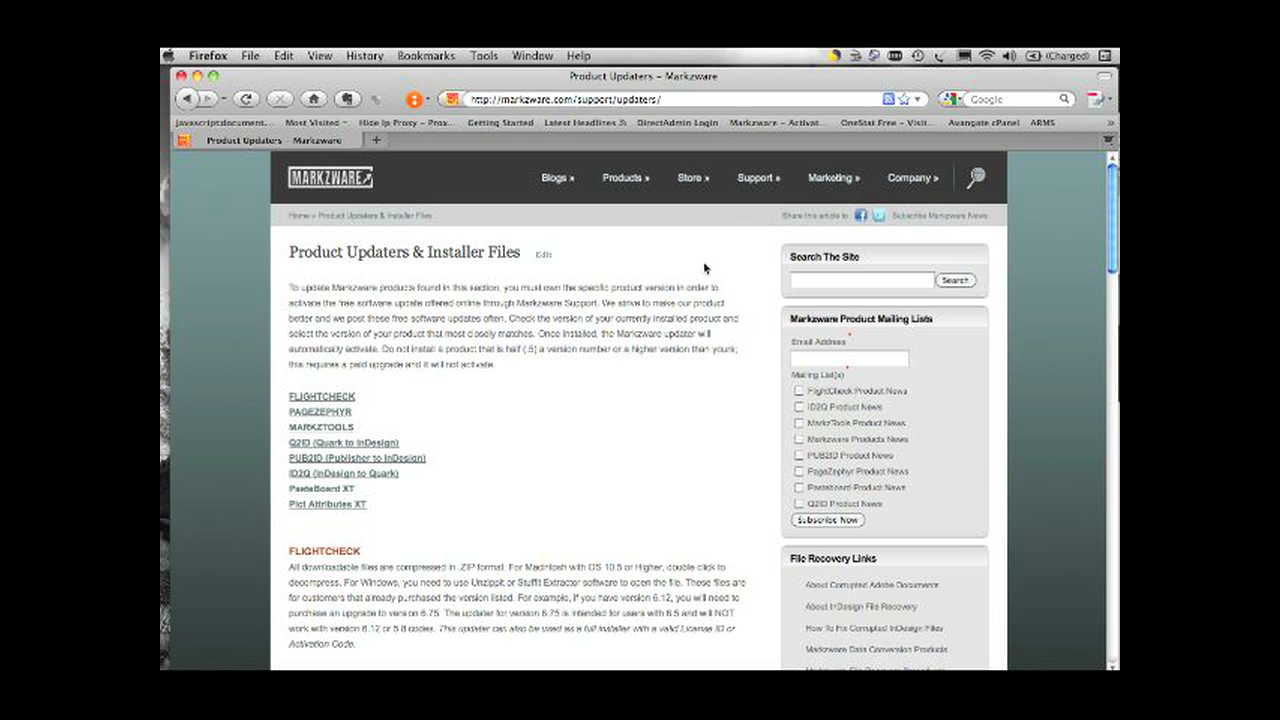 Firefox File Edit View History Bookmarks Tools Window Help (Charged)
Product Updaters – Markzware
http://markzware.com/support/updaters/ Google
javascript:document.... Most Visited Hide Ip Proxy – Prox... Getting Started Latest Headlines DirectAdmin Login Markzware – Activat... OneStat Free – Visit... Avangate cPanel ARMS »
Product Updaters – Markzware +
MARKZWARE Blogs » Products » Store » Support » Marketing » Company »
Home » Product Updaters & Installer Files Share this article to Subscribe Markzware News
Product Updaters & Installer Files Edit
To update Markzware products found in this section, you must own the specific product version in order to
activate the free software update offered online through Markzware Support. We strive to make our product
better and we post these free software updates often. Check the version of your currently installed product and
select the version of your product that most closely matches. Once installed, the Markzware updater will
automatically activate. Do not install a product that is half (.5) a version number or a higher version than yours;
this requires a paid upgrade and it will not activate.
FLIGHTCHECK
PAGEZEPHYR
MARKZTOOLS
Q2ID (Quark to InDesign)
PUB2ID (Publisher to InDesign)
ID2Q (InDesign to Quark)
PasteBoard XT
Pict Attributes XT
FLIGHTCHECK
All downloadable files are compressed in .ZIP format. For Macintosh with OS 10.5 or Higher, double click to
decompress. For Windows, you need to use Unzippit or StuffIt Extractor software to open the file. These files are
for customers that already purchased the version listed. For example, if you have version 6.12, you will need to
purchase an upgrade to version 6.75. The updater for version 6.75 is intended for users with 6.5 and will NOT
work with version 6.12 or 5.8 codes. This updater can also be used as a full installer with a valid License ID or
Activation Code.
Search The Site
Search
Markzware Product Mailing Lists
Email Address *
Mailing List(s) *
FlightCheck Product News
ID2Q Product News
MarkzTools Product News
Markzware Products News
PUB2ID Product News
PageZephyr Product News
Pasteboard Product News
Q2ID Product News
Subscribe Now
File Recovery Links
About Corrupted Adobe Documents
About InDesign File Recovery
How To Fix Corrupted InDesign Files
Markzware Data Conversion Products